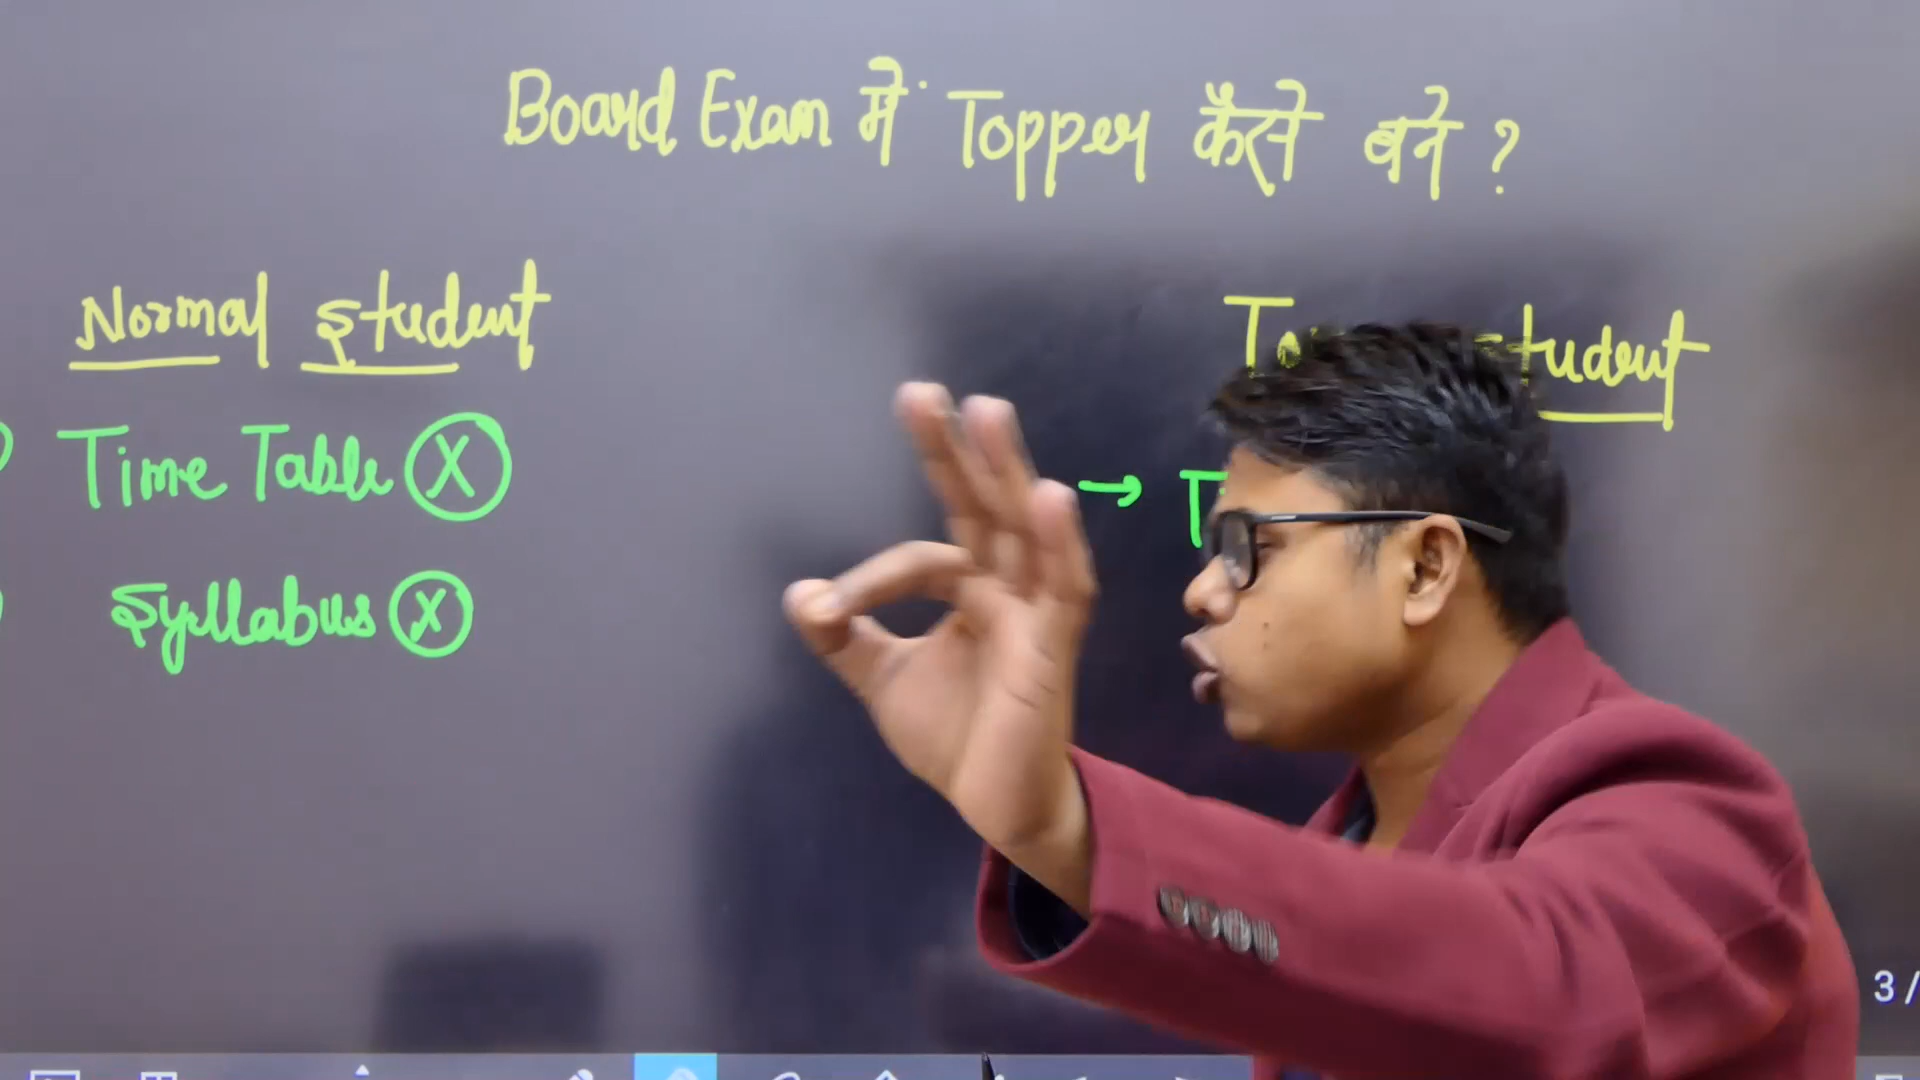 Board Exam में Topper कैसे बने ?
Normal Student
Student
Time Table X
→
Syllabus X
3 /